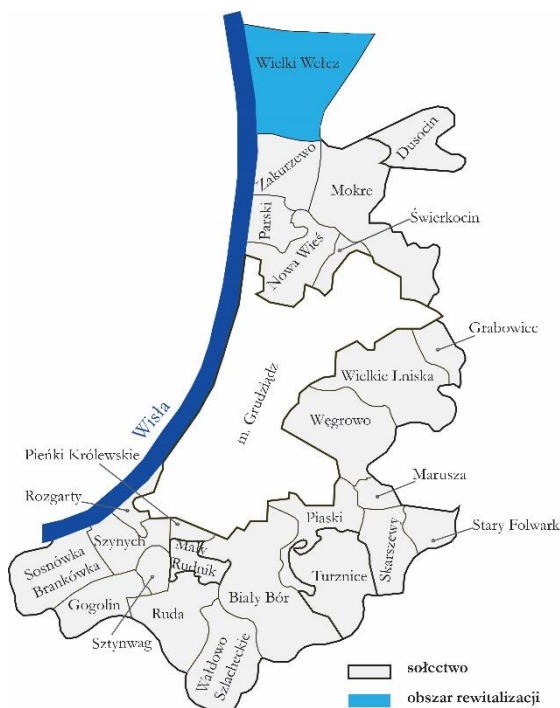 Wielki Wełcz
Dusocin
Zakurzewo
Mokre
Parski
Świerkocin
Nowa Wieś
Grabowiec
Wielkie Lniska
m. Grudziądz
Węgrowo
Wisła
Pieńki Królewskie
Marusza
Rozgarty
Piaski
Stary Folwark
Szynych
Mały
Rudnik
Skarszewy
Sosnówka
Brankówka
Turznice
Biały Bór
Gogolin
Ruda
Sztynwag
Wałdowo
Szlacheckie
sołectwo
obszar rewitalizacji